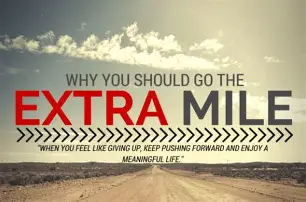 WHY YOU SHOULD GO THE
EXTRA MILE
"WHEN YOU FEEL LIKE GIVING UP, KEEP PUSHING FORWARD AND ENJOY A
MEANINGFUL LIFE."